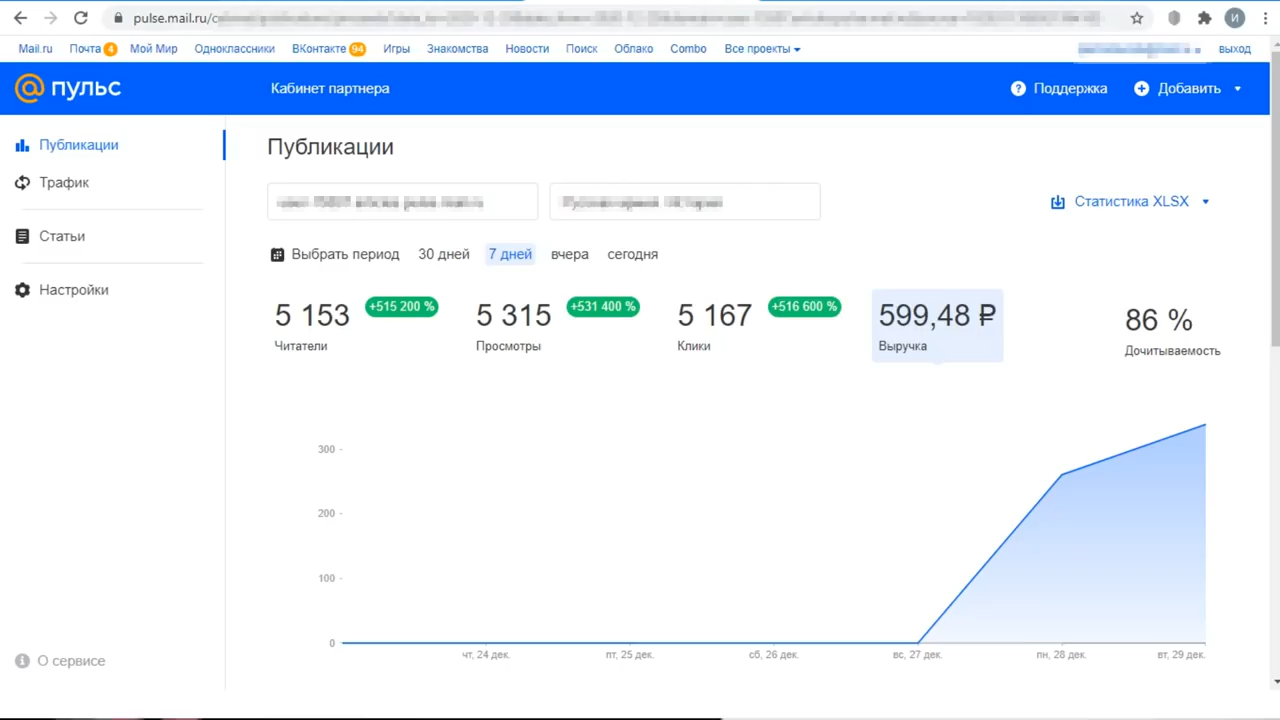 pulse.mail.ru/c
Mail.ru Почта 4 Мой Мир Одноклассники ВКонтакте 94 Игры Знакомства Новости Поиск Облако Combo Все проекты выход
@ ПУЛЬС Кабинет партнера ? Поддержка + Добавить
Публикации
Трафик
Статьи
Настройки
О сервисе
Публикации
Статистика XLSX
Выбрать период 30 дней 7 дней вчера сегодня
5 153 +515 200 % 5 315 +531 400 % 5 167 +516 600 % 599,48 ₽ 86 %
Читатели Просмотры Клики Выручка Дочитываемость
300
200
100
0
чт, 24 дек. пт, 25 дек. сб, 26 дек. вс, 27 дек. пн, 28 дек. вт, 29 дек.